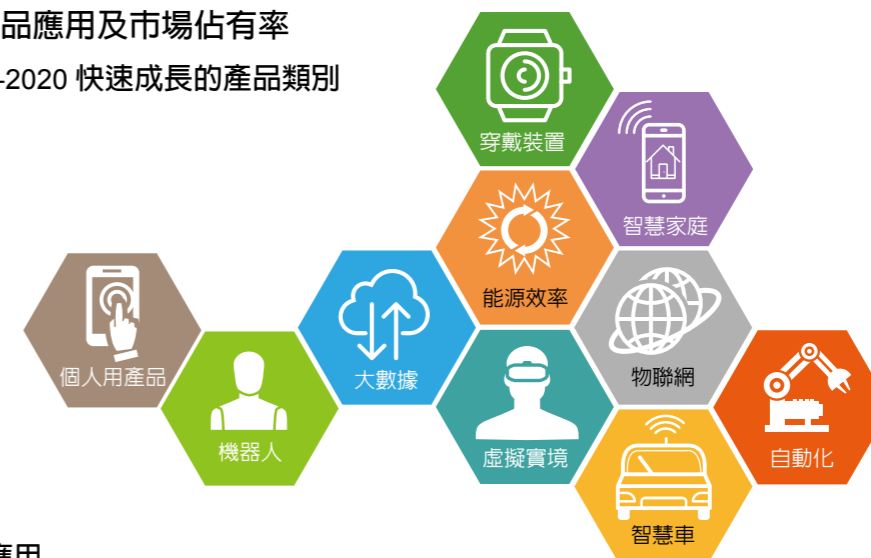 品應用及市場佔有率
-2020 快速成長的產品類別
穿戴裝置
智慧家庭
能源效率
個人用產品
大數據
物聯網
機器人
虛擬實境
自動化
智慧車
應用